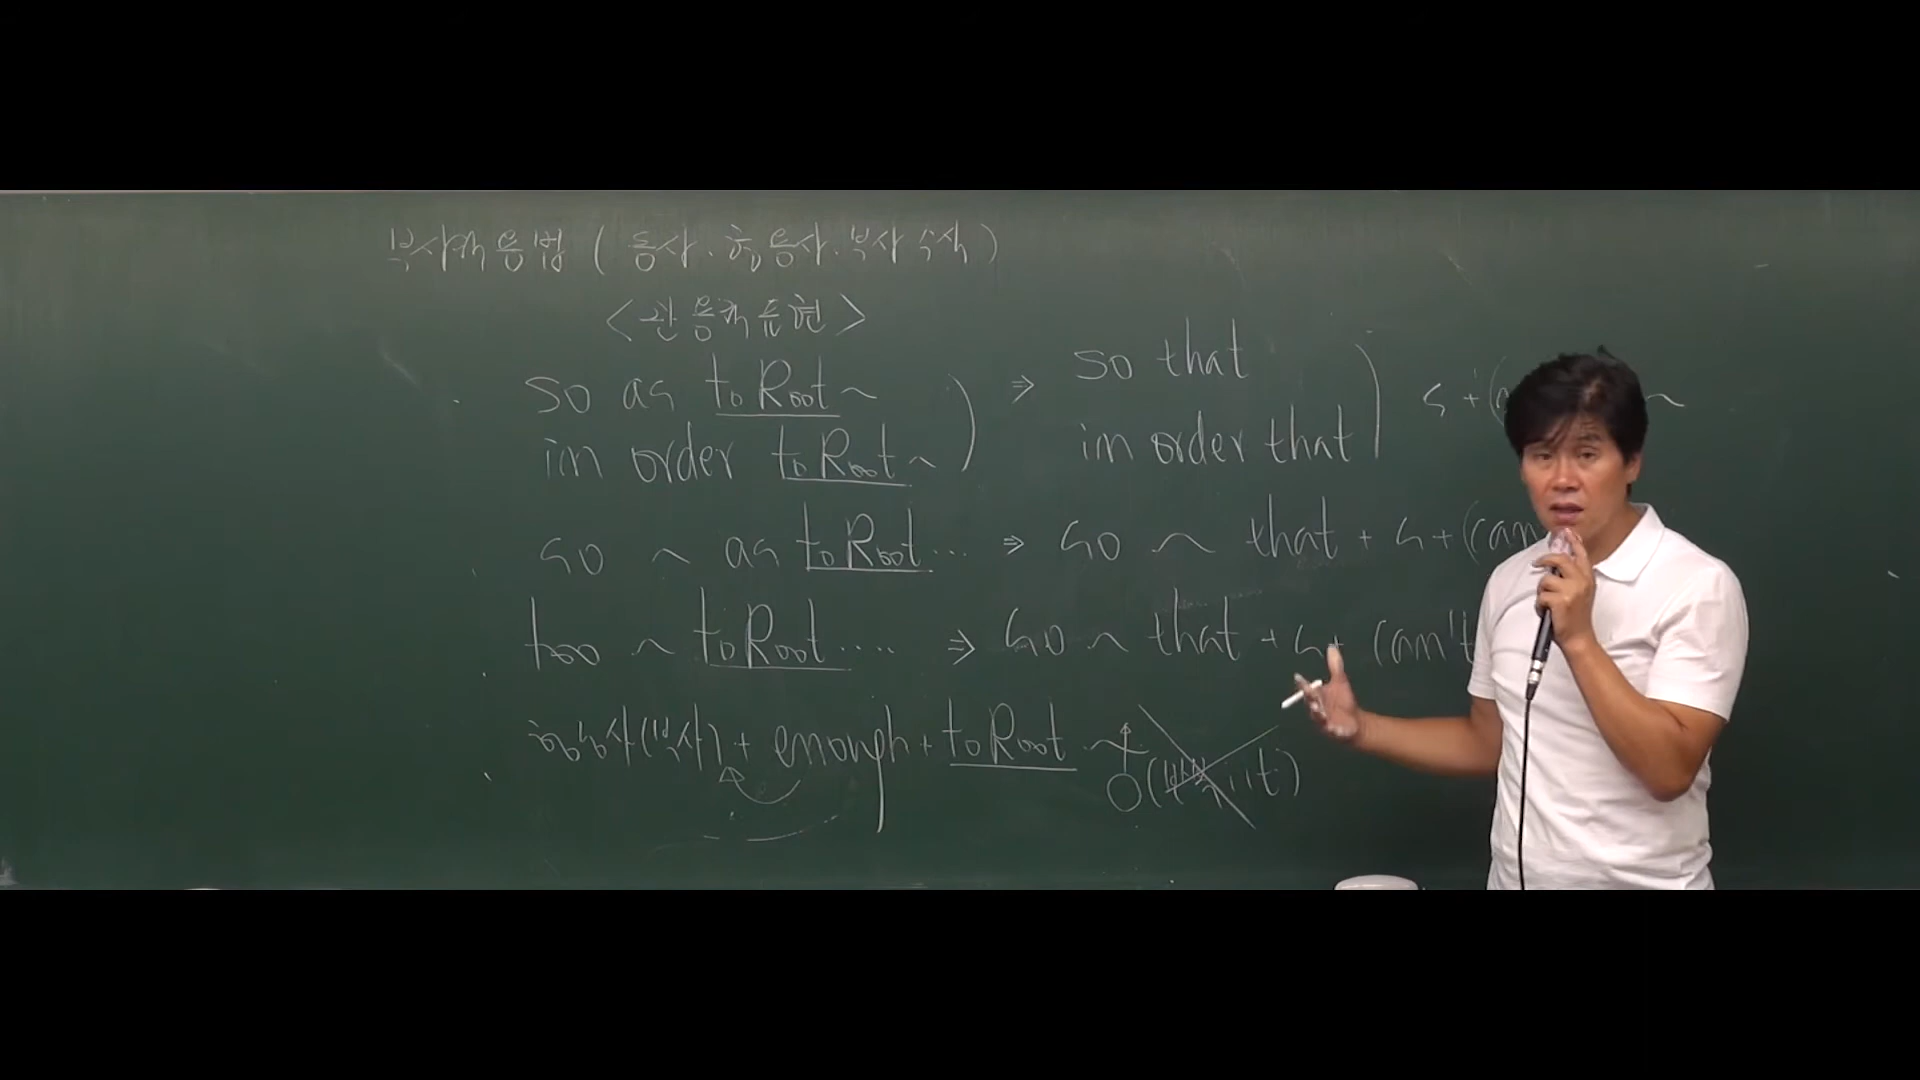 부사적용법 ( 동사 . 형용사 . 부사 수식 )
< 관용적표현 >
so as to Root ~ ) ⇒ so that ) s + (
in order to Root ~ in order that ~
so ~ as to Root ... ⇒ so ~ that + s + (can
too ~ to Root .... ⇒ so ~ that + s + can't
형용사(부사) + enough + to Root ~